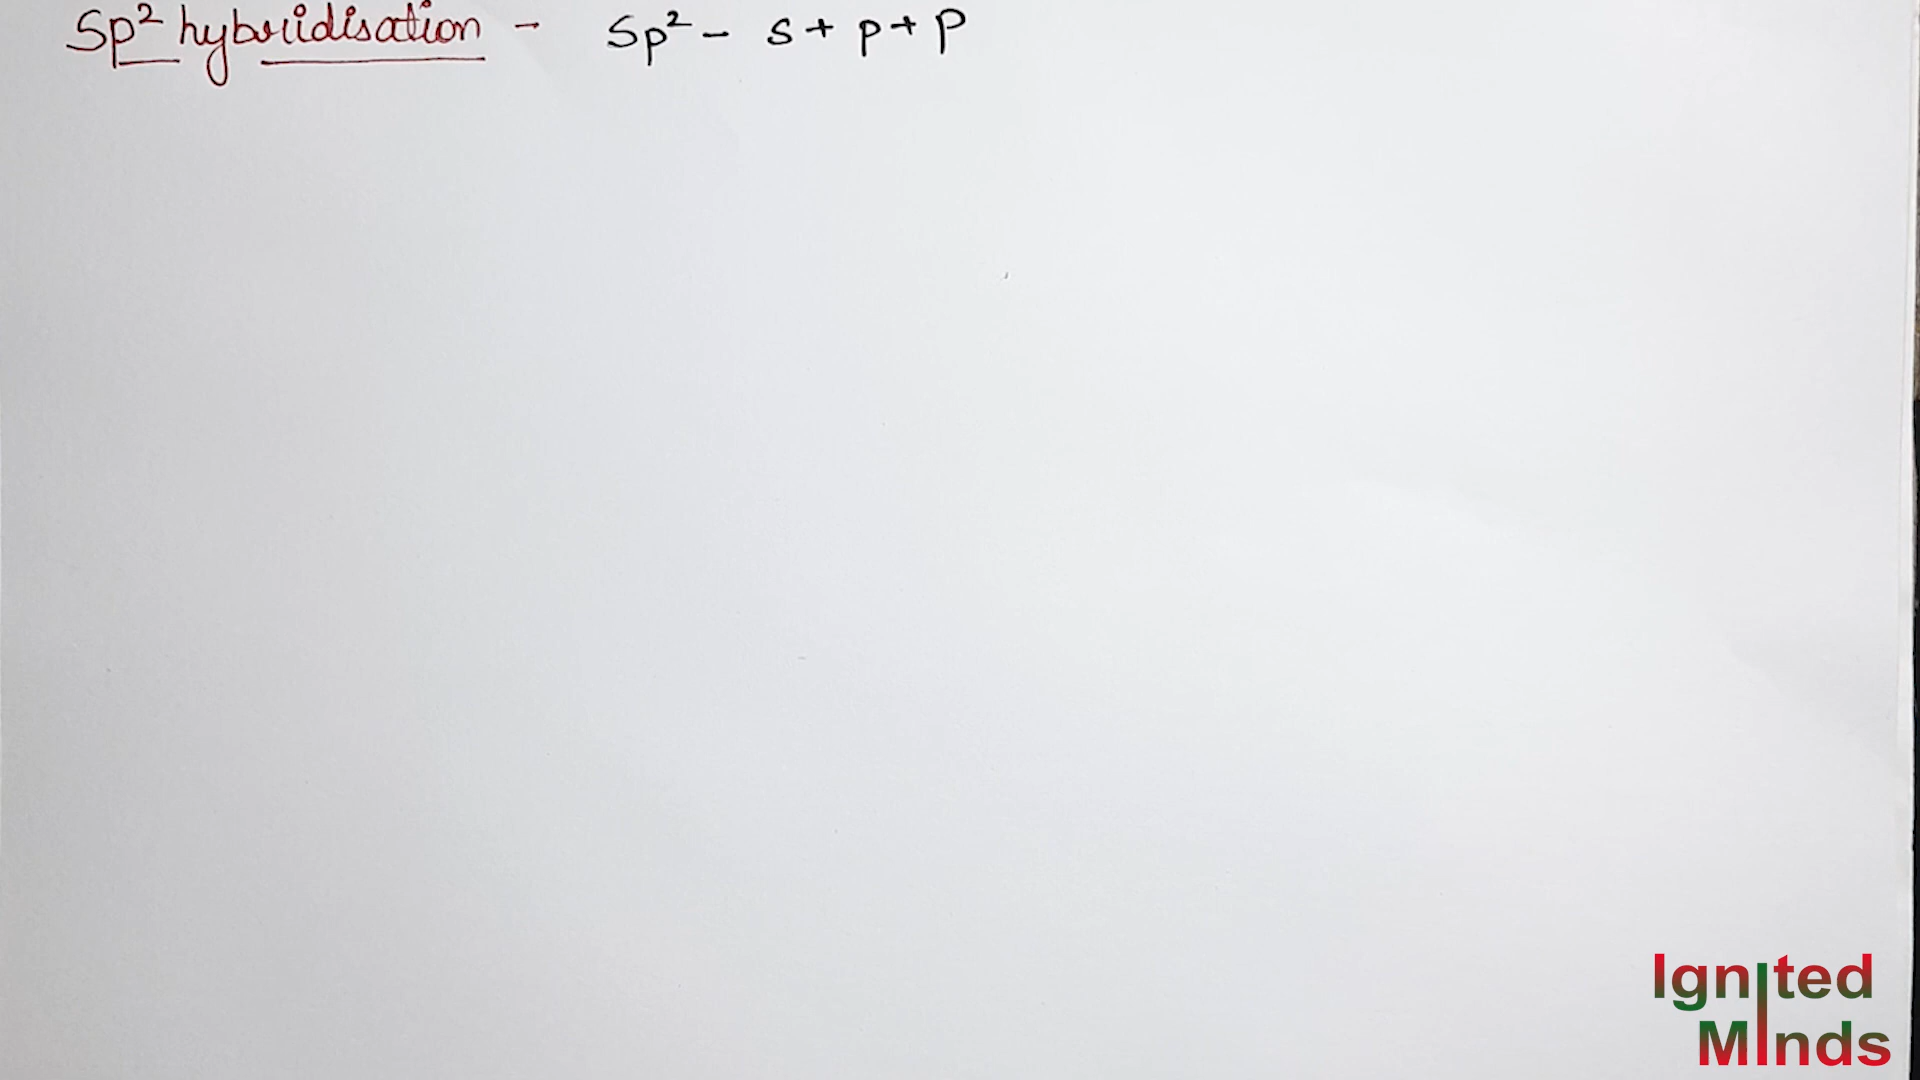 Sp² hybridisation - Sp² - s + p + p
Ignited
Minds